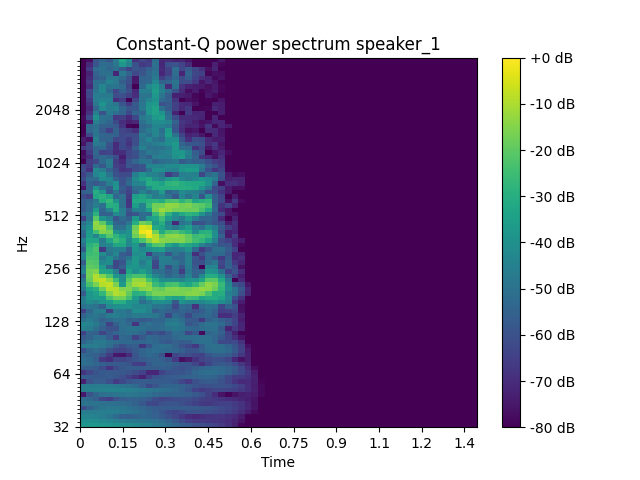 Constant-Q power spectrum speaker_1
Hz
2048
1024
512
256
128
64
32
0 0.15 0.3 0.45 0.6 0.75 0.9 1.1 1.2 1.4
Time
+0 dB
-10 dB
-20 dB
-30 dB
-40 dB
-50 dB
-60 dB
-70 dB
-80 dB